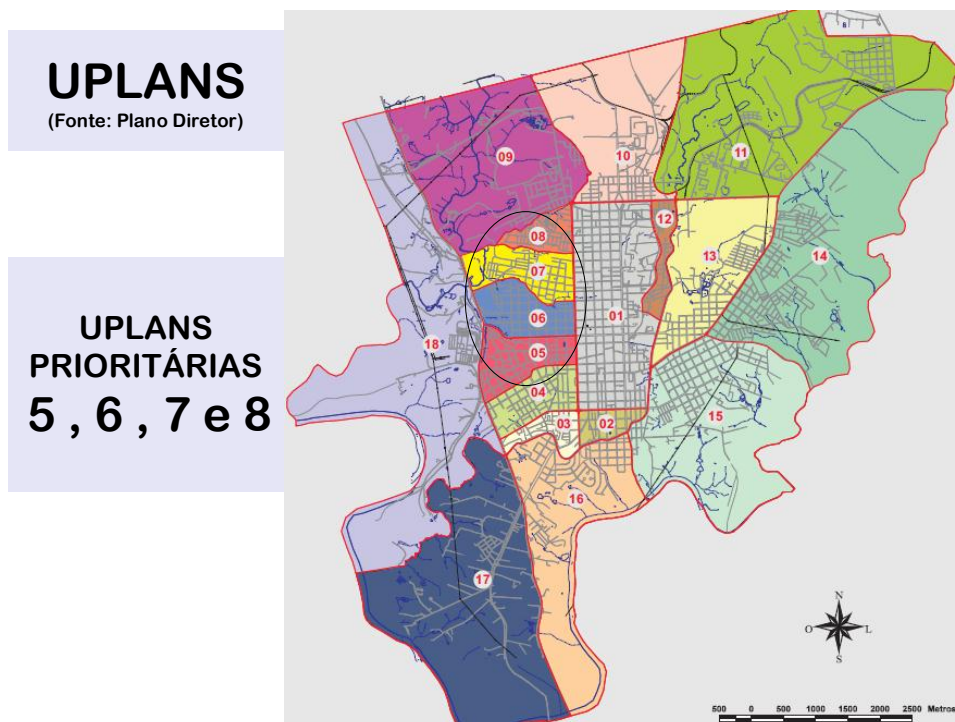 UPLANS
(Fonte: Plano Diretor)
UPLANS
PRIORITÁRIAS
5 , 6 , 7 e 8
09
10
11
12
08
13
14
07
06
01
18
05
04
03
02
15
16
17
N
O
L
S
500 0 500 1000 1500 2000 2500 Metros